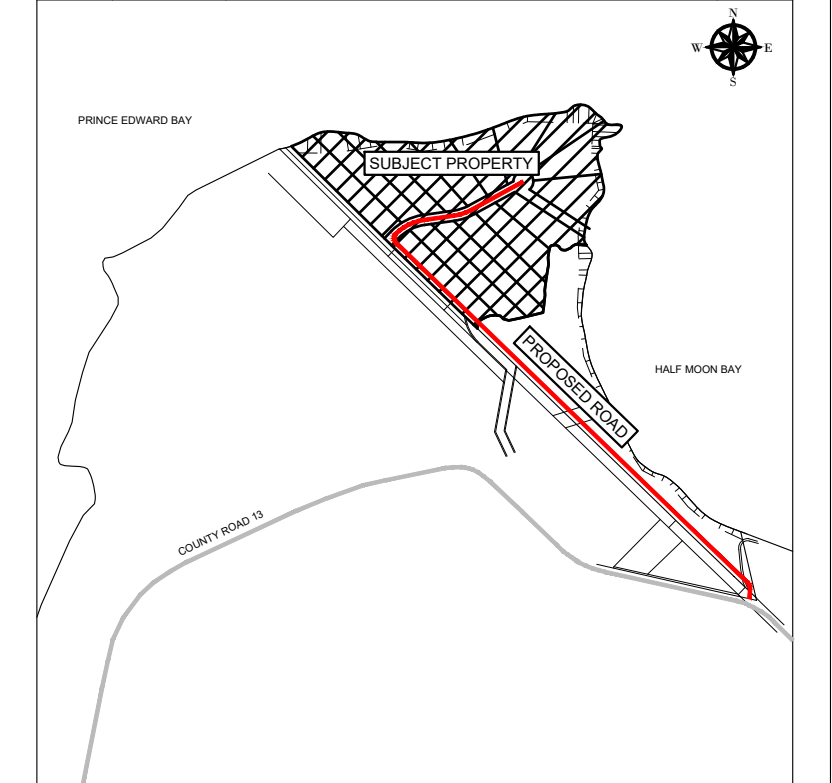 N
W E
S
PRINCE EDWARD BAY
SUBJECT PROPERTY
PROPOSED ROAD
HALF MOON BAY
COUNTY ROAD 13